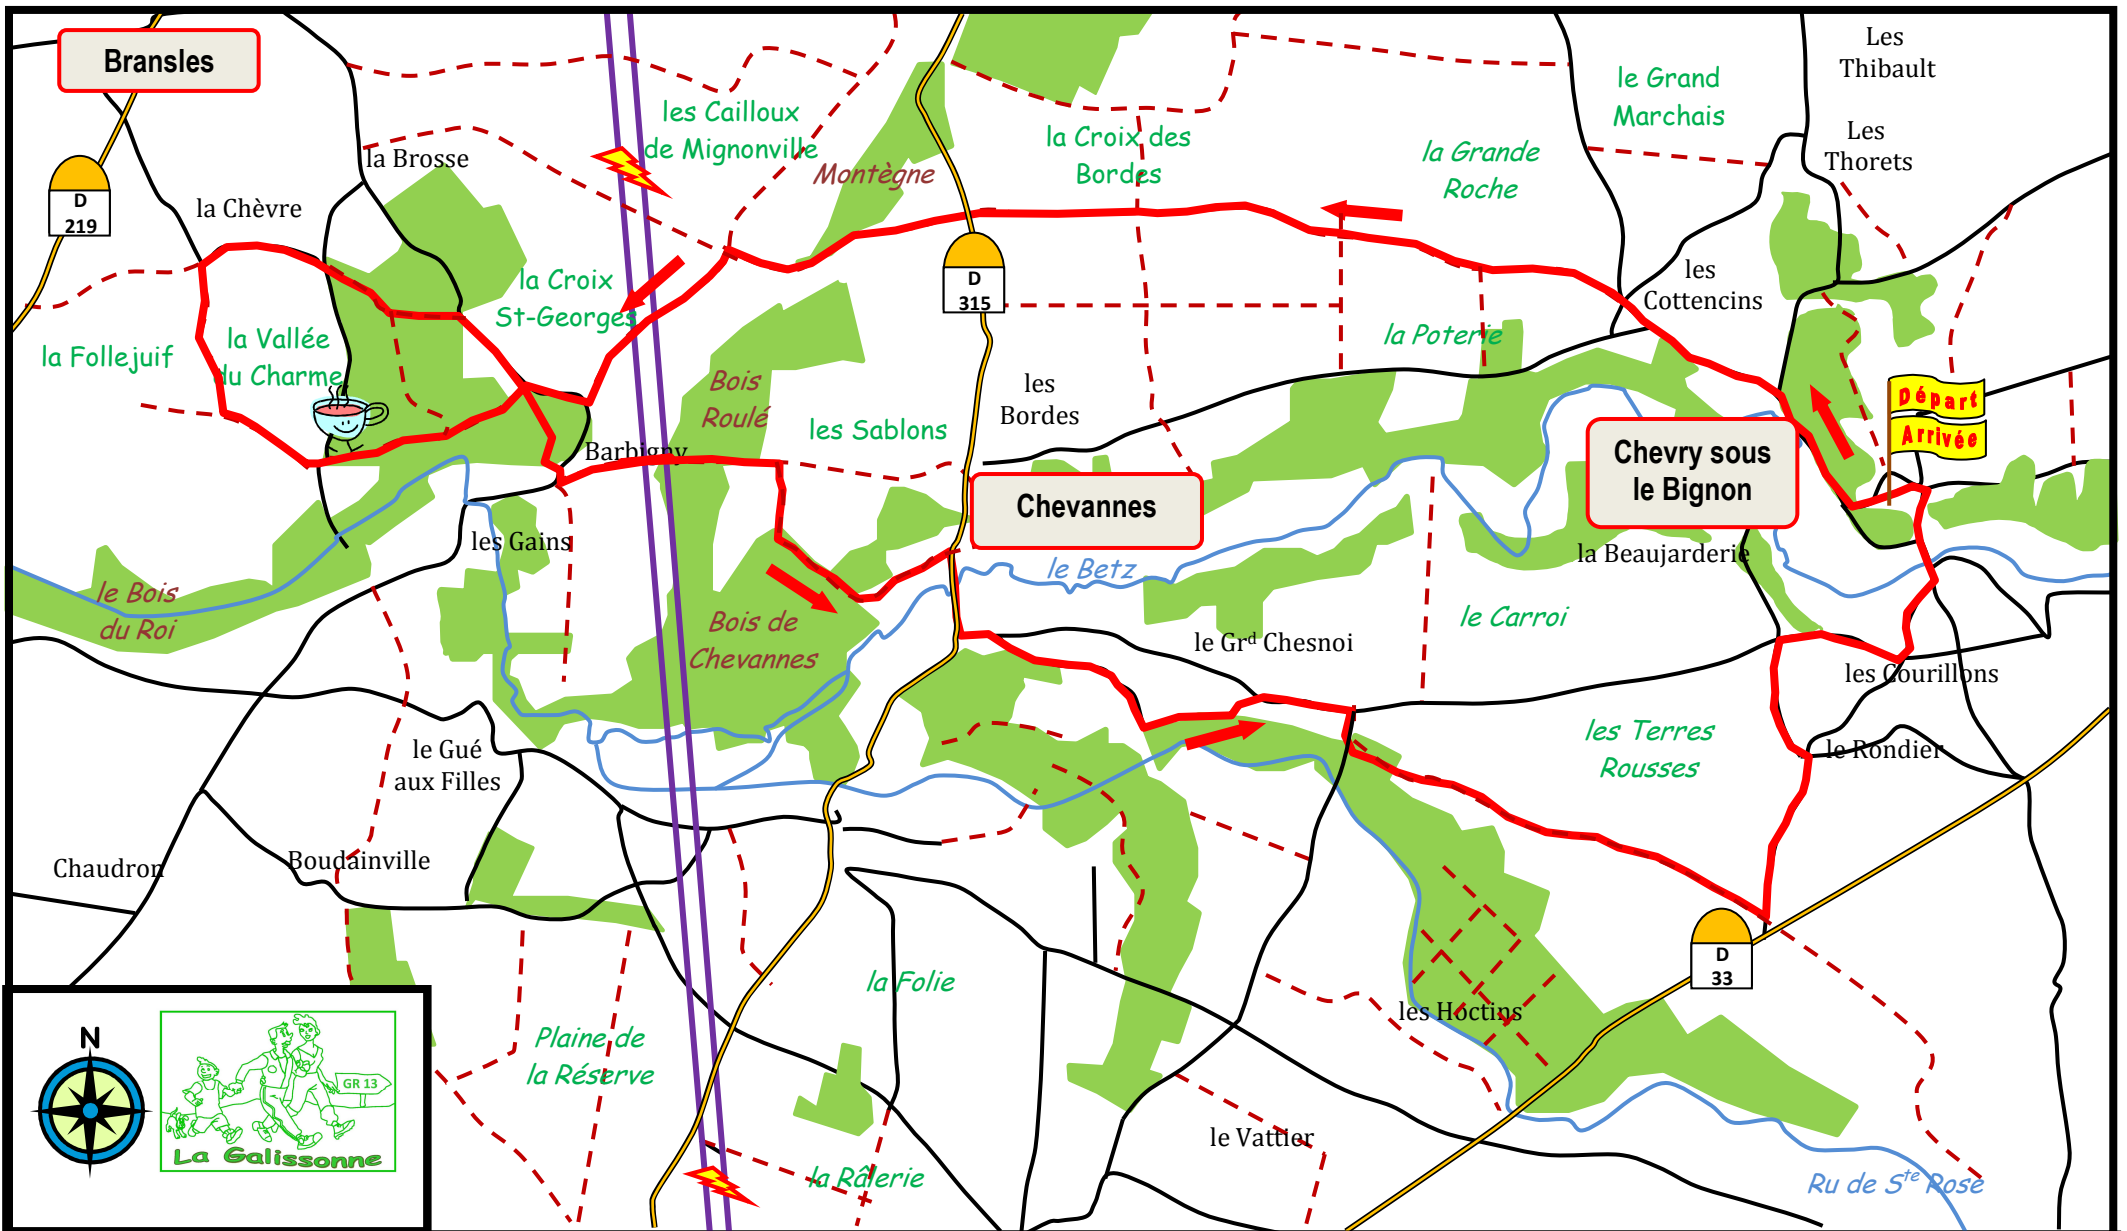 Bransles
D
219
la Chèvre
la Brosse
les Cailloux
de Mignonville
Montègne
la Croix des
Bordes
la Grande
Roche
le Grand
Marchais
Les
Thibault
Les
Thorets
la Croix
St-Georges
D
315
les
Cottencins
la Follejuif
la Vallée
du Charme
Bois
Roulé
les Sablons
les
Bordes
la Poterie
Départ
Arrivée
Barbigny
Chevannes
Chevry sous
le Bignon
les Gains
le Betz
la Beaujarderie
le Bois
du Roi
Bois de
Chevannes
le Grd Chesnoi
le Carroi
les Courillons
le Gué
aux Filles
les Terres
Rousses
le Rondier
Chaudron
Boudainville
D
33
la Folie
les Hoctins
Plaine de
la Réserve
le Vattier
la Râlerie
Ru de Ste Rose
N
GR 13
La Galissonne